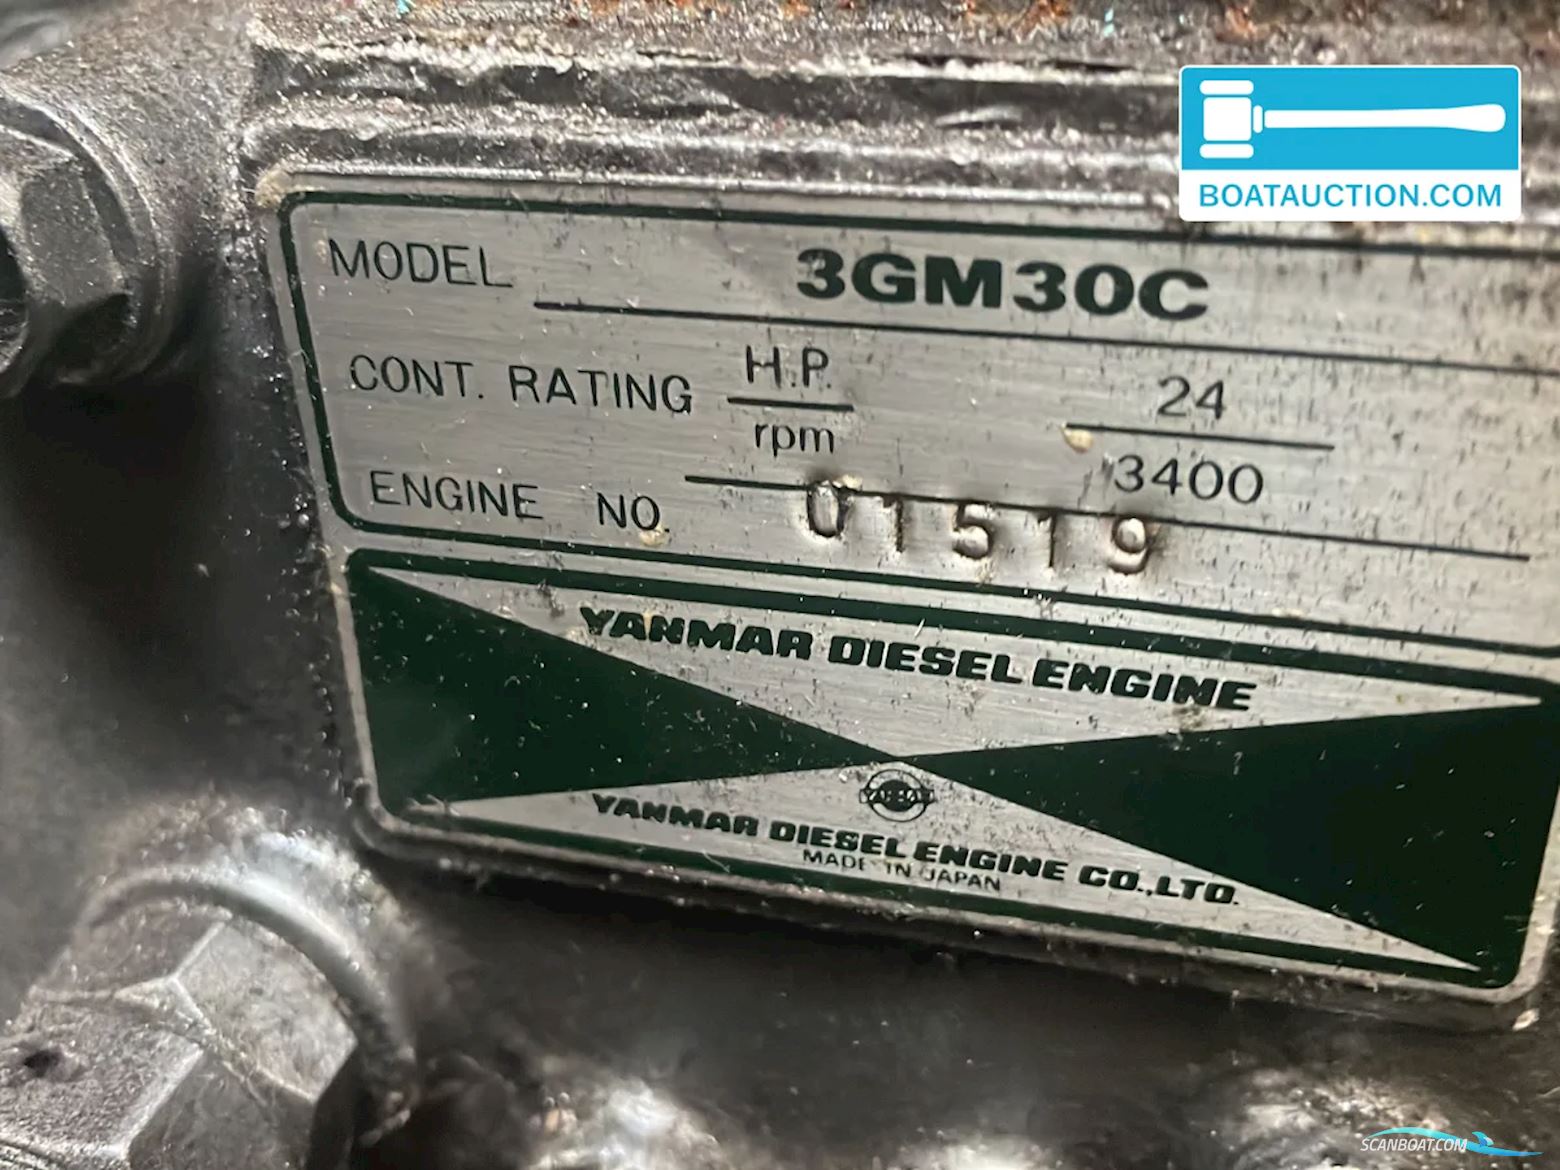 BOATAUCTION.COM
MODEL 3GM30C
CONT. RATING H.P. 24
rpm 3400
ENGINE NO. 01519
YANMAR DIESEL ENGINE
YANMAR
YANMAR DIESEL ENGINE CO.,LTD.
MADE IN JAPAN
SCANBOAT.COM